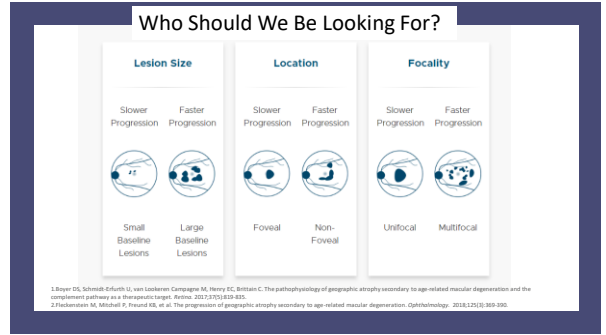 Who Should We Be Looking For?
Lesion Size
Slower
Progression
Faster
Progression
Small
Baseline
Lesions
Large
Baseline
Lesions
Location
Slower
Progression
Faster
Progression
Foveal
Non-
Foveal
Focality
Slower
Progression
Faster
Progression
Unifocal
Multifocal
1.Boyer DS, Schmidt-Erfurth U, van Lookeren Campagne M, Henry EC, Brittain C. The pathophysiology of geographic atrophy secondary to age-related macular degeneration and the
complement pathway as a therapeutic target. Retina. 2017;37(5):819-835.
2.Fleckenstein M, Mitchell P, Freund KB, et al. The progression of geographic atrophy secondary to age-related macular degeneration. Ophthalmology. 2018;125(3):369-390.